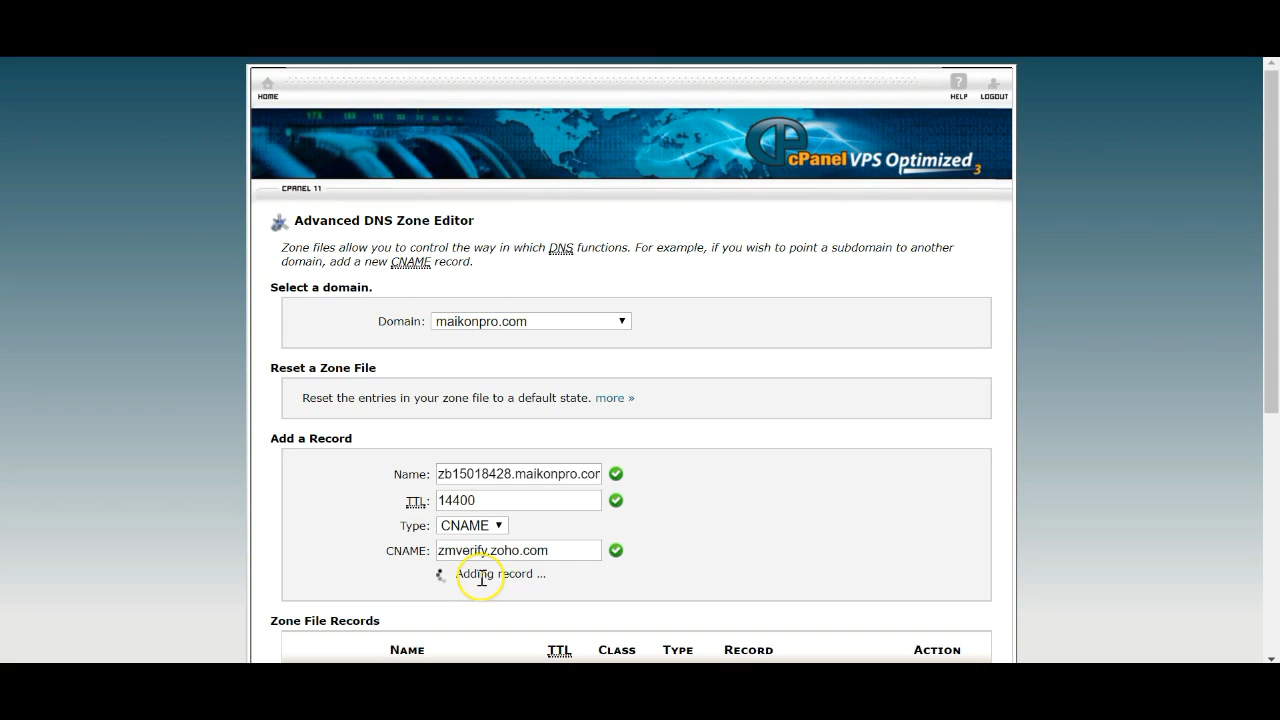 HOME
?
HELP
LOGOUT
cPanel VPS Optimized 3
CPANEL 11
Advanced DNS Zone Editor
Zone files allow you to control the way in which DNS functions. For example, if you wish to point a subdomain to another
domain, add a new CNAME record.
Select a domain.
Domain: maikonpro.com
Reset a Zone File
Reset the entries in your zone file to a default state. more »
Add a Record
Name: zb15018428.maikonpro.com
TTL: 14400
Type: CNAME
CNAME: zmverify.zoho.com
Adding record ...
Zone File Records
NAME TTL CLASS TYPE RECORD ACTION